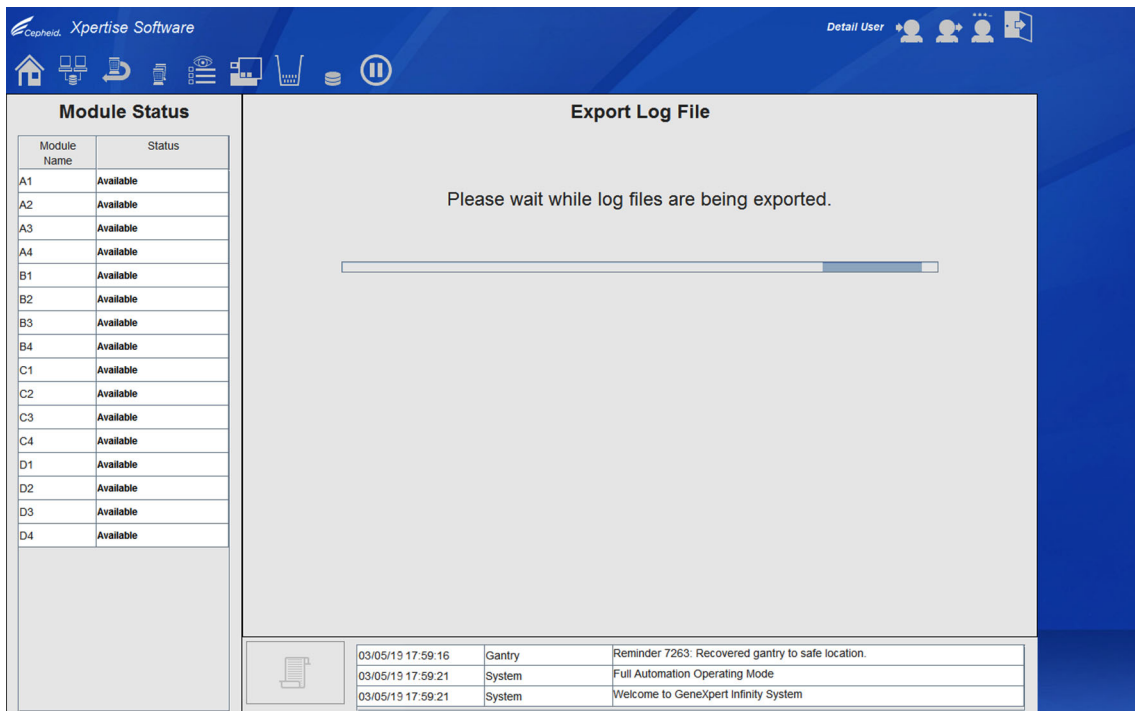 Cepheid. Xpertise Software
Detail User
Module Status
Export Log File
Module
Name
Status
A1 Available
A2 Available
A3 Available
A4 Available
B1 Available
B2 Available
B3 Available
B4 Available
C1 Available
C2 Available
C3 Available
C4 Available
D1 Available
D2 Available
D3 Available
D4 Available
Please wait while log files are being exported.
03/05/19 17:59:16 Gantry Reminder 7263: Recovered gantry to safe location.
03/05/19 17:59:21 System Full Automation Operating Mode
03/05/19 17:59:21 System Welcome to GeneXpert Infinity System